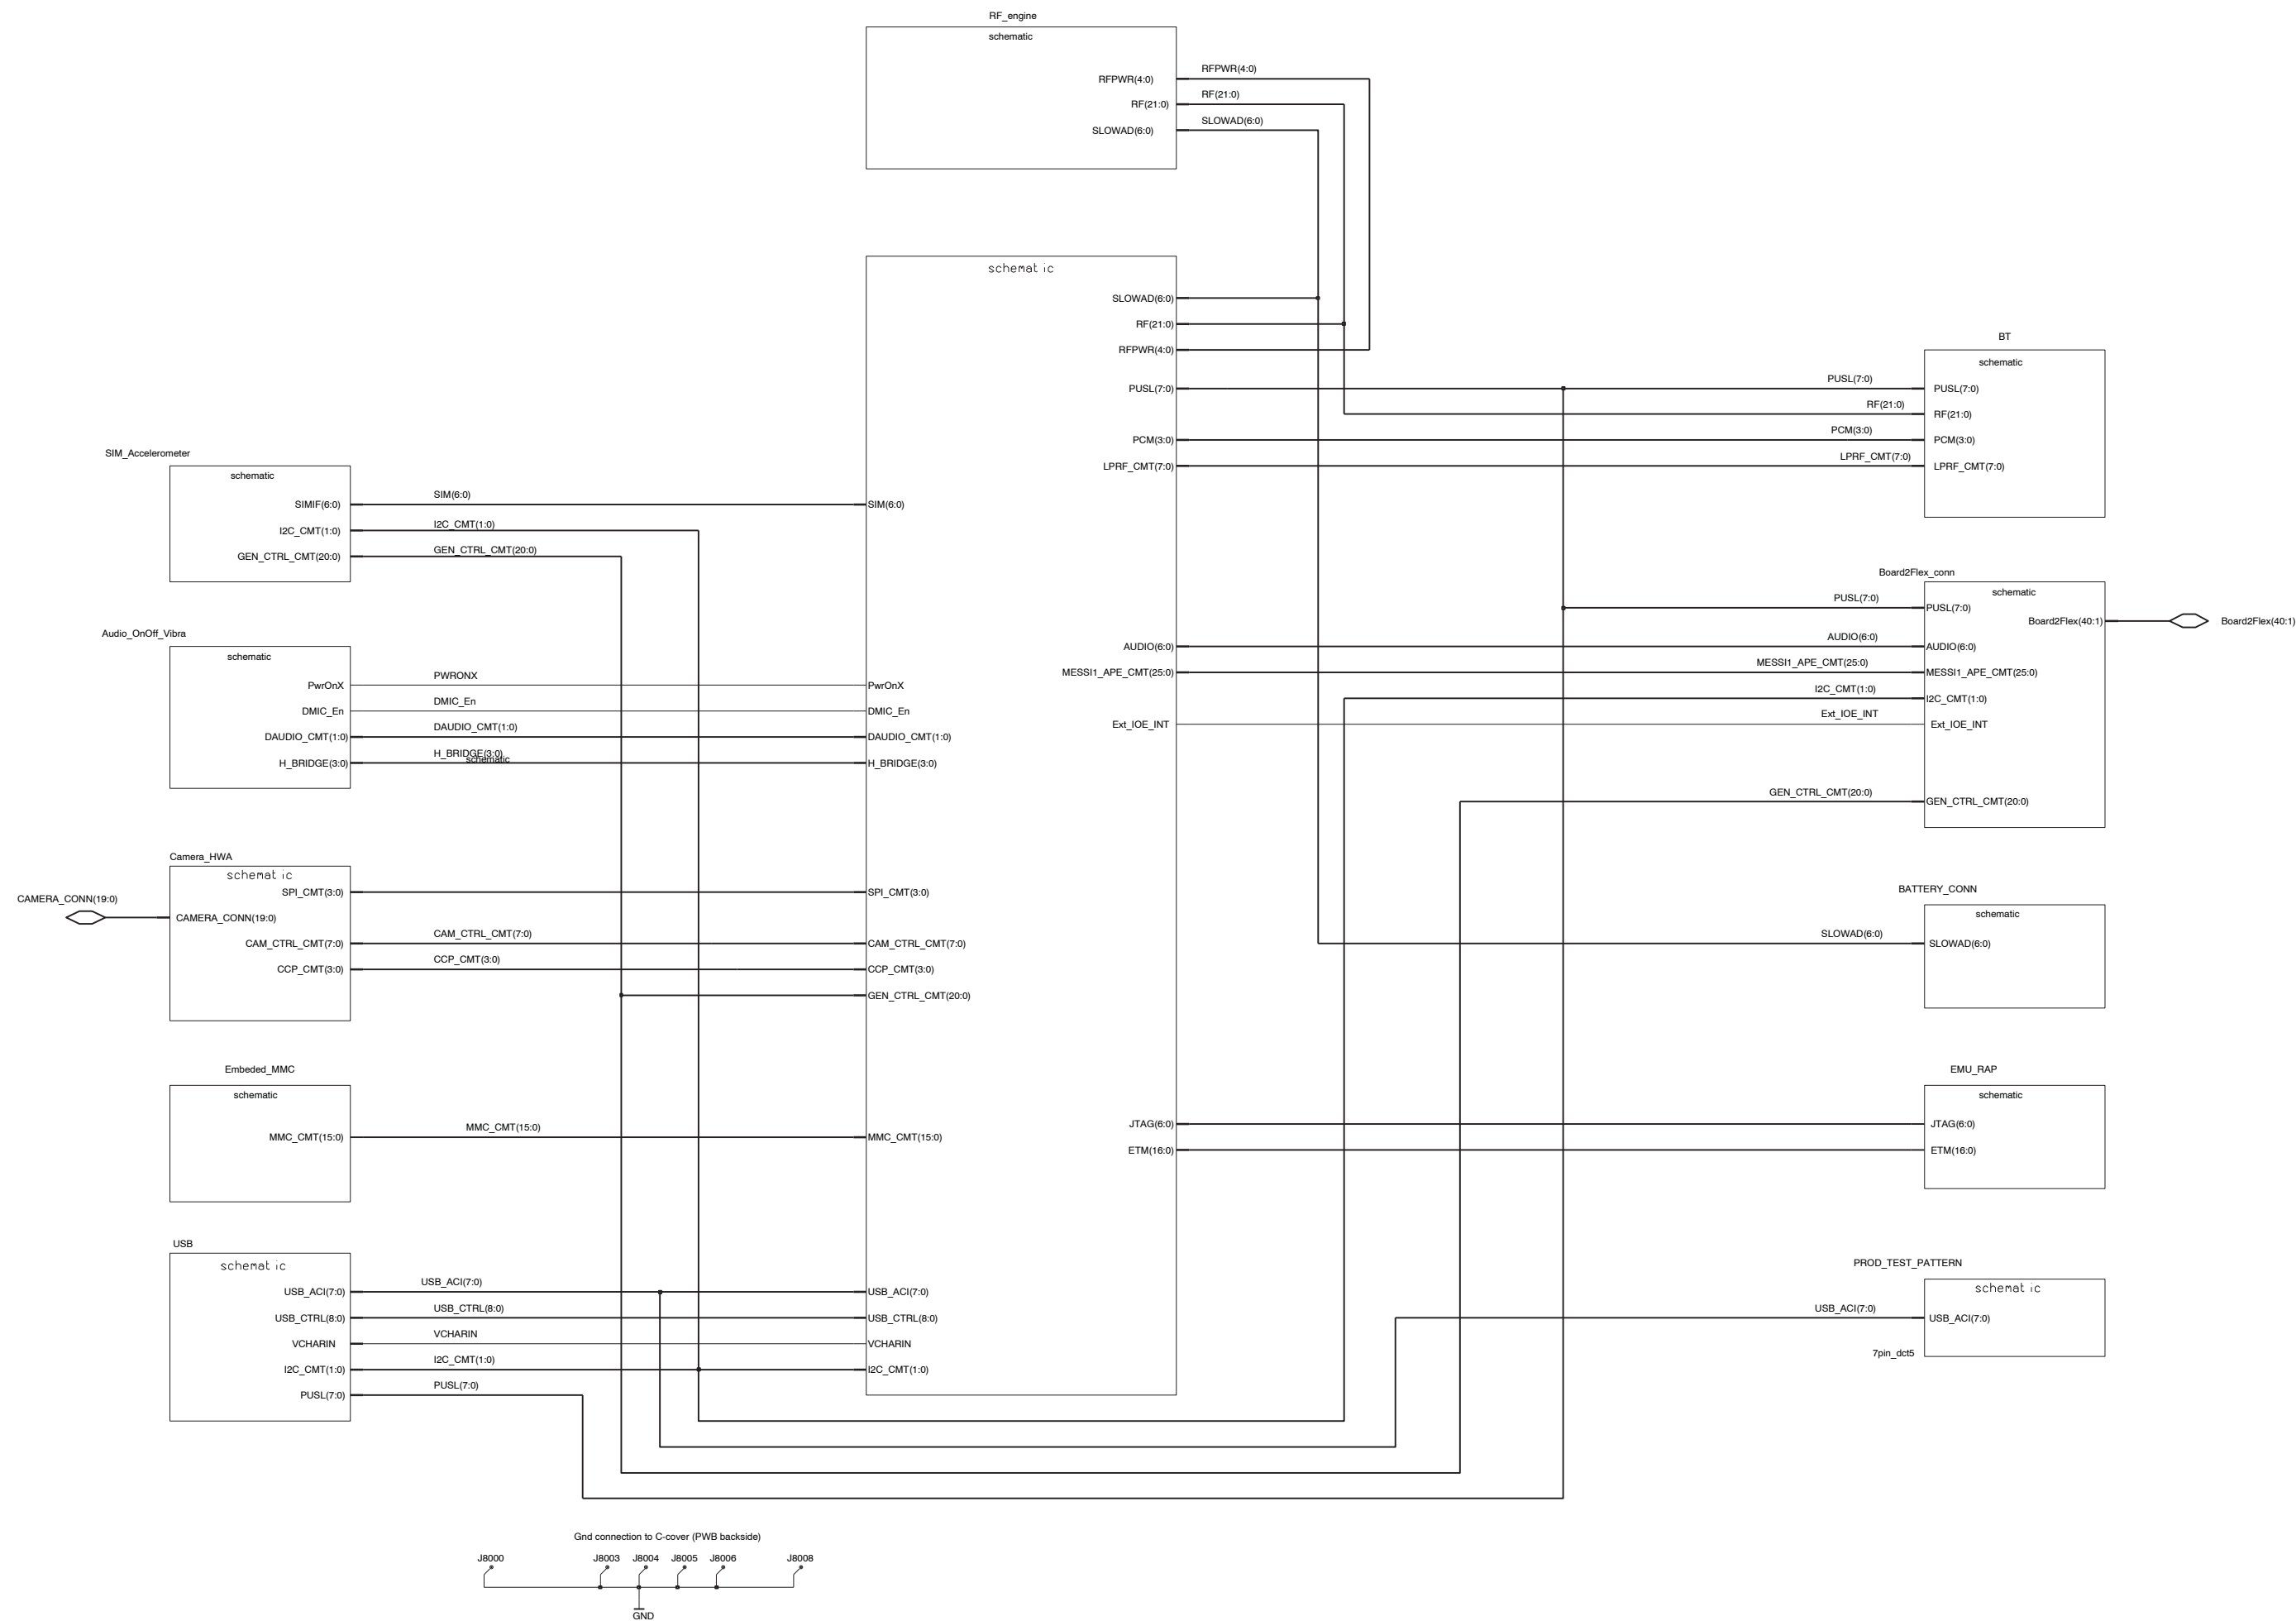 RF_engine
schematic
RFPWR(4:0)
RFPWR(4:0)
RF(21:0)
RF(21:0)
SLOWAD(6:0)
SLOWAD(6:0)
schematic
SLOWAD(6:0)
RF(21:0)
RFPWR(4:0)
PUSL(7:0)
PCM(3:0)
LPRF_CMT(7:0)
SIM(6:0)
AUDIO(6:0)
MESSI1_APE_CMT(25:0)
PwrOnX
DMIC_En
Ext_IOE_INT
DAUDIO_CMT(1:0)
H_BRIDGE(3:0)
SPI_CMT(3:0)
CAM_CTRL_CMT(7:0)
CCP_CMT(3:0)
GEN_CTRL_CMT(20:0)
JTAG(6:0)
MMC_CMT(15:0)
ETM(16:0)
USB_ACI(7:0)
USB_CTRL(8:0)
VCHARIN
I2C_CMT(1:0)
SIM_Accelerometer
schematic
SIMIF(6:0)
SIM(6:0)
I2C_CMT(1:0)
I2C_CMT(1:0)
GEN_CTRL_CMT(20:0)
GEN_CTRL_CMT(20:0)
Audio_OnOff_Vibra
schematic
PwrOnX
PWRONX
DMIC_En
DMIC_En
DAUDIO_CMT(1:0)
DAUDIO_CMT(1:0)
H_BRIDGE(3:0)
H_BRIDGE(3:0)
schematic
Camera_HWA
schematic
SPI_CMT(3:0)
CAMERA_CONN(19:0)
CAMERA_CONN(19:0)
CAM_CTRL_CMT(7:0)
CAM_CTRL_CMT(7:0)
CCP_CMT(3:0)
CCP_CMT(3:0)
Embeded_MMC
schematic
MMC_CMT(15:0)
MMC_CMT(15:0)
USB
schematic
USB_ACI(7:0)
USB_ACI(7:0)
USB_CTRL(8:0)
USB_CTRL(8:0)
VCHARIN
VCHARIN
I2C_CMT(1:0)
I2C_CMT(1:0)
PUSL(7:0)
PUSL(7:0)
BT
schematic
PUSL(7:0)
PUSL(7:0)
RF(21:0)
RF(21:0)
PCM(3:0)
PCM(3:0)
LPRF_CMT(7:0)
LPRF_CMT(7:0)
Board2Flex_conn
schematic
PUSL(7:0)
PUSL(7:0)
Board2Flex(40:1)
Board2Flex(40:1)
AUDIO(6:0)
AUDIO(6:0)
MESSI1_APE_CMT(25:0)
MESSI1_APE_CMT(25:0)
I2C_CMT(1:0)
I2C_CMT(1:0)
Ext_IOE_INT
Ext_IOE_INT
GEN_CTRL_CMT(20:0)
GEN_CTRL_CMT(20:0)
BATTERY_CONN
schematic
SLOWAD(6:0)
SLOWAD(6:0)
EMU_RAP
schematic
JTAG(6:0)
ETM(16:0)
PROD_TEST_PATTERN
schematic
USB_ACI(7:0)
USB_ACI(7:0)
7pin_dct5
Gnd connection to C-cover (PWB backside)
J8000
J8003
J8004
J8005
J8006
J8008
GND